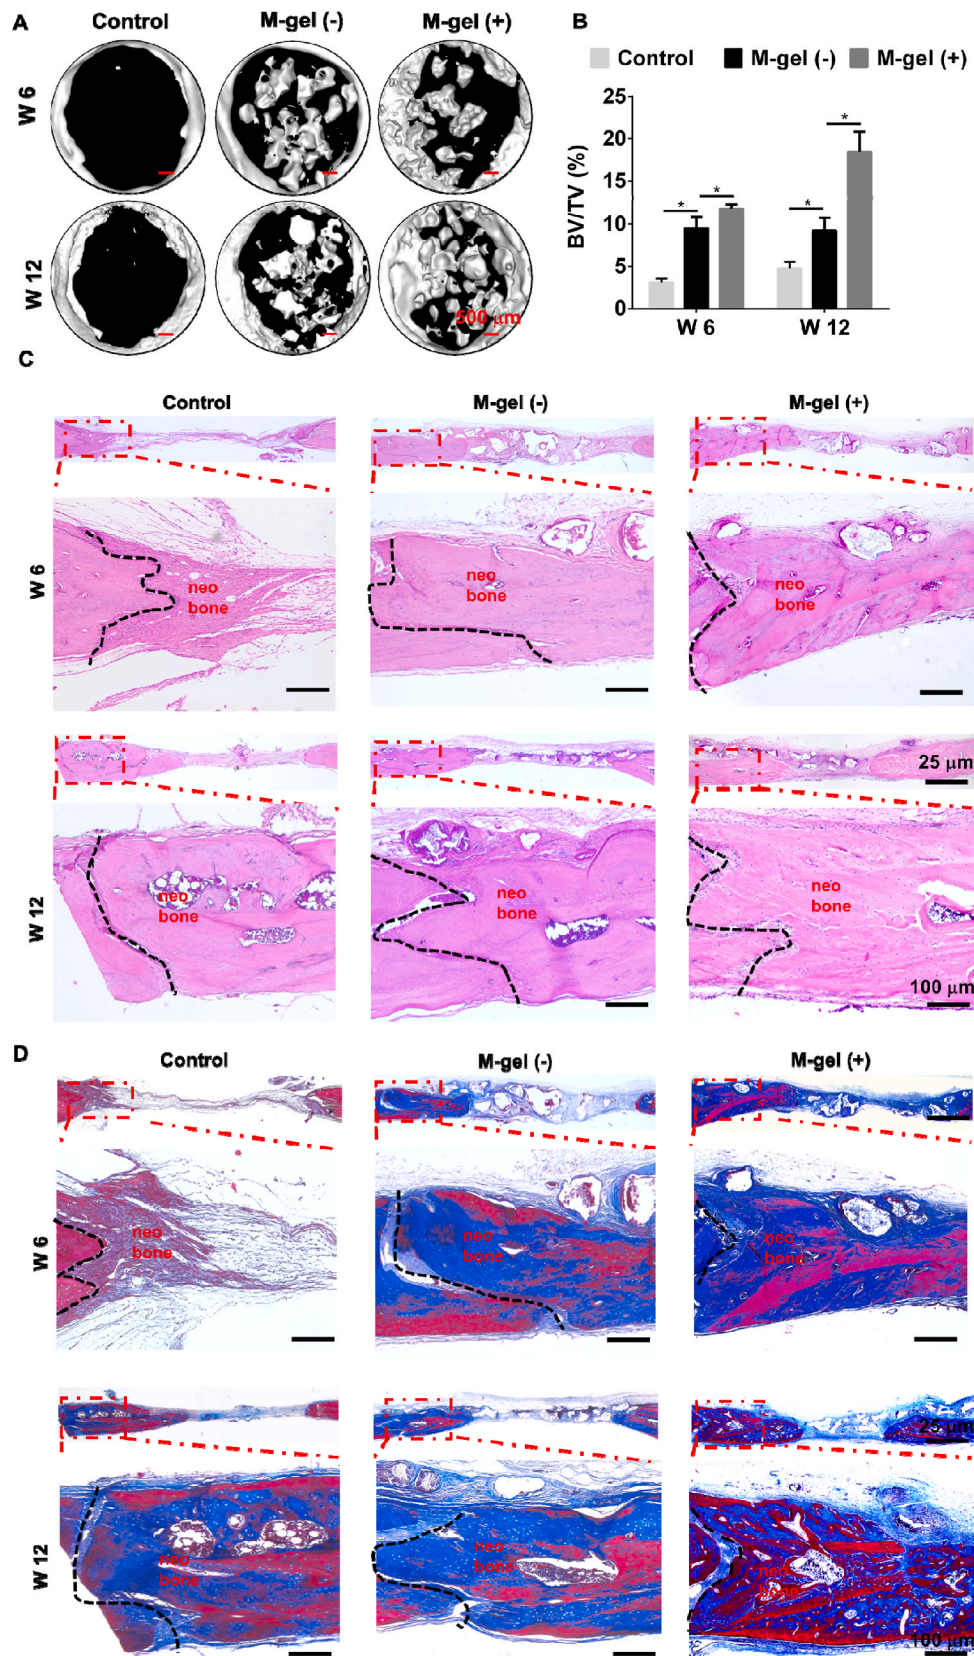 A
Control
M-gel (-)
M-gel (+)
W 6
W 12
500 μm
B
Control
M-gel (-)
M-gel (+)
BV/TV (%)
25
20
15
10
5
0
*
*
*
*
W 6
W 12
C
Control
M-gel (-)
M-gel (+)
W 6
neo
bone
neo
bone
neo
bone
W 12
25 μm
neo
bone
neo
bone
neo
bone
100 μm
D
Control
M-gel (-)
M-gel (+)
W 6
neo
bone
neo
bone
neo
bone
W 12
25 μm
neo
bone
neo
bone
neo
bone
100 μm